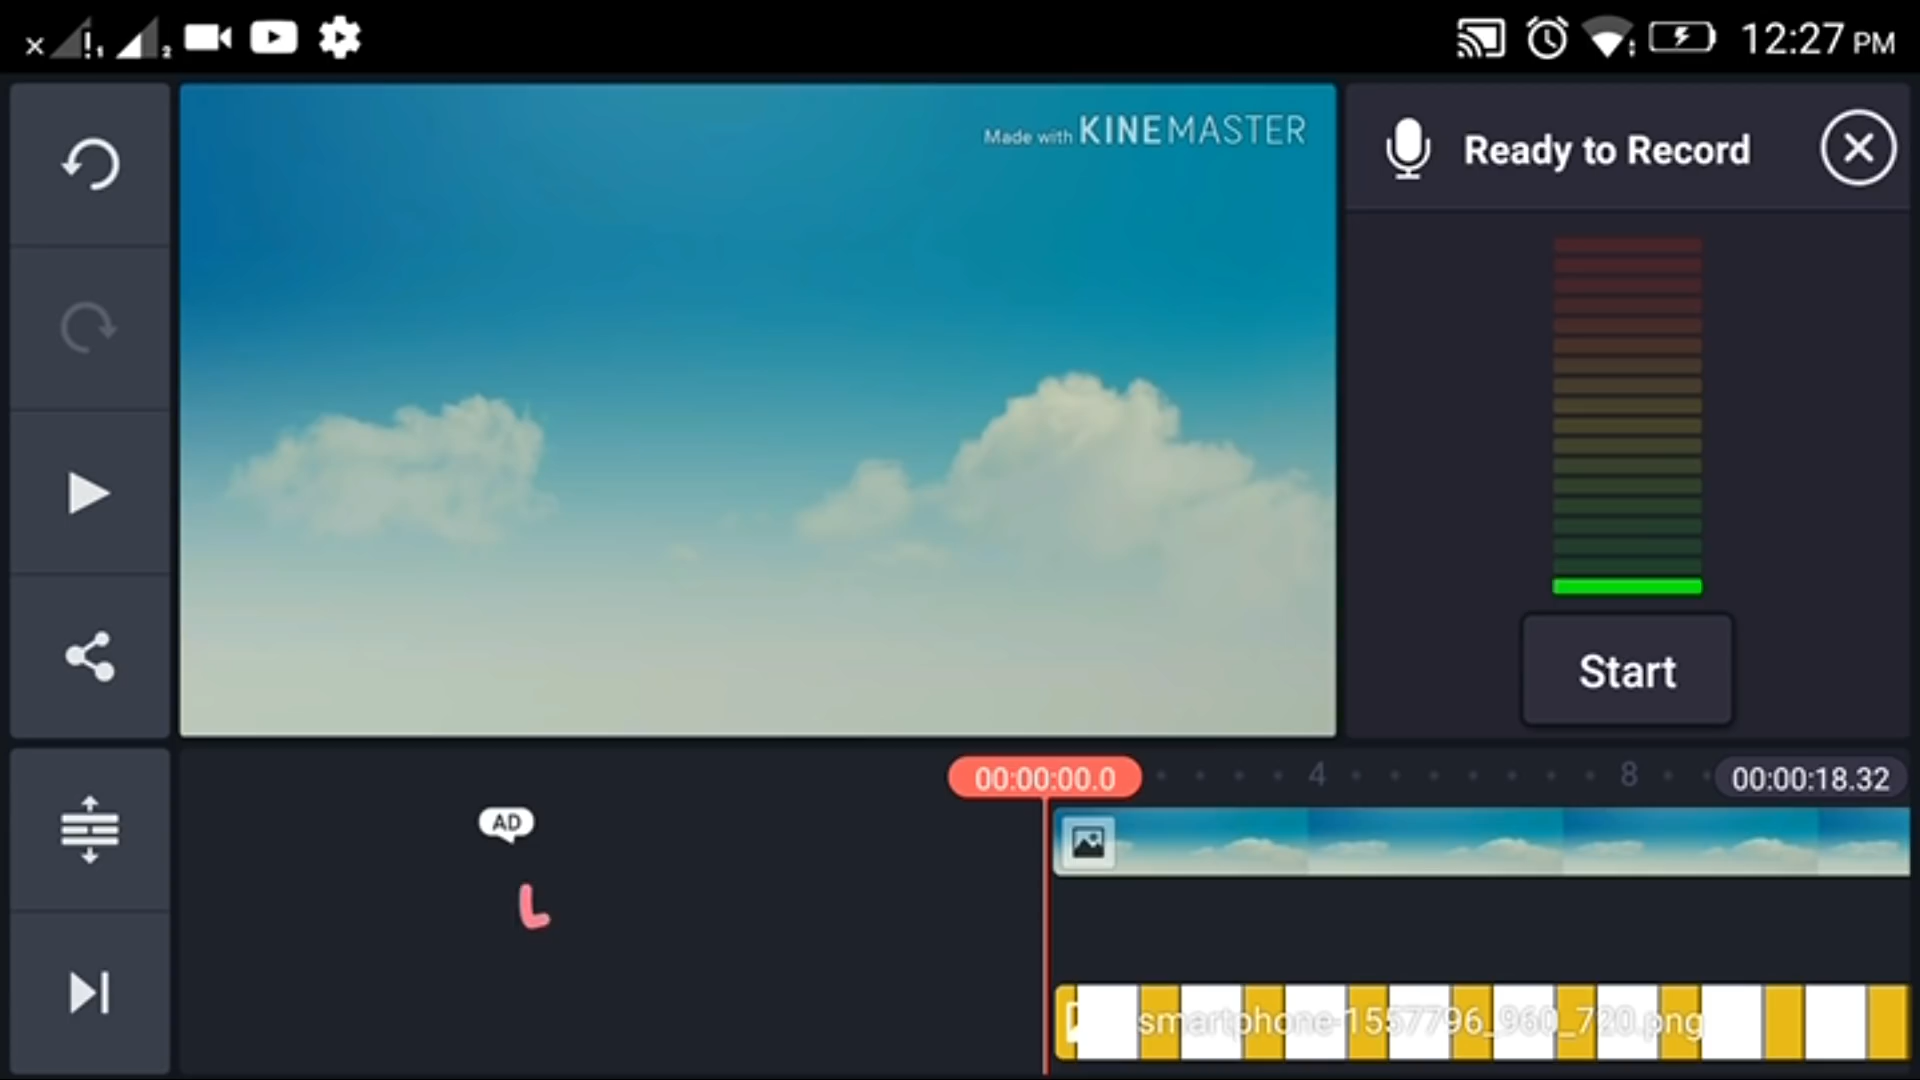 12:27 PM
Made with KINEMASTER
Ready to Record
Start
00:00:00.0
4
8
00:00:18.32
AD
smartphone-1557796_960_720.png